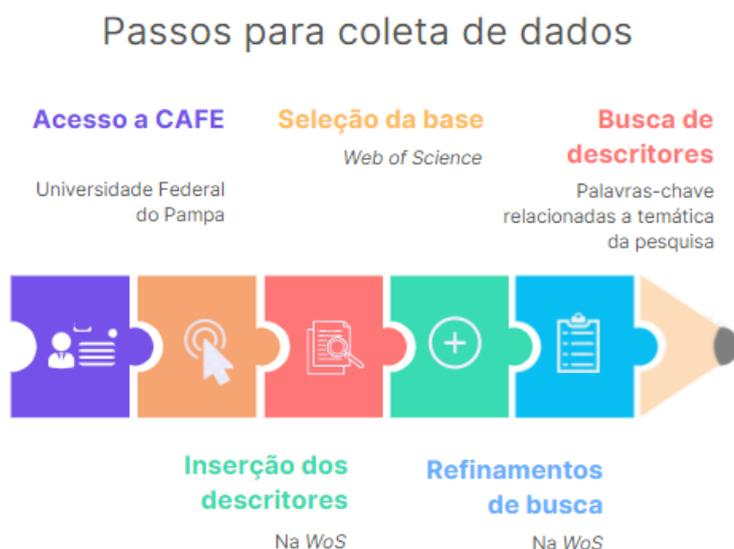 Passos para coleta de dados
Acesso a CAFE
Universidade Federal
do Pampa
Seleção da base
Web of Science
Busca de
descritores
Palavras-chave
relacionadas a temática
da pesquisa
Inserção dos
descritores
Na WoS
Refinamentos
de busca
Na WoS